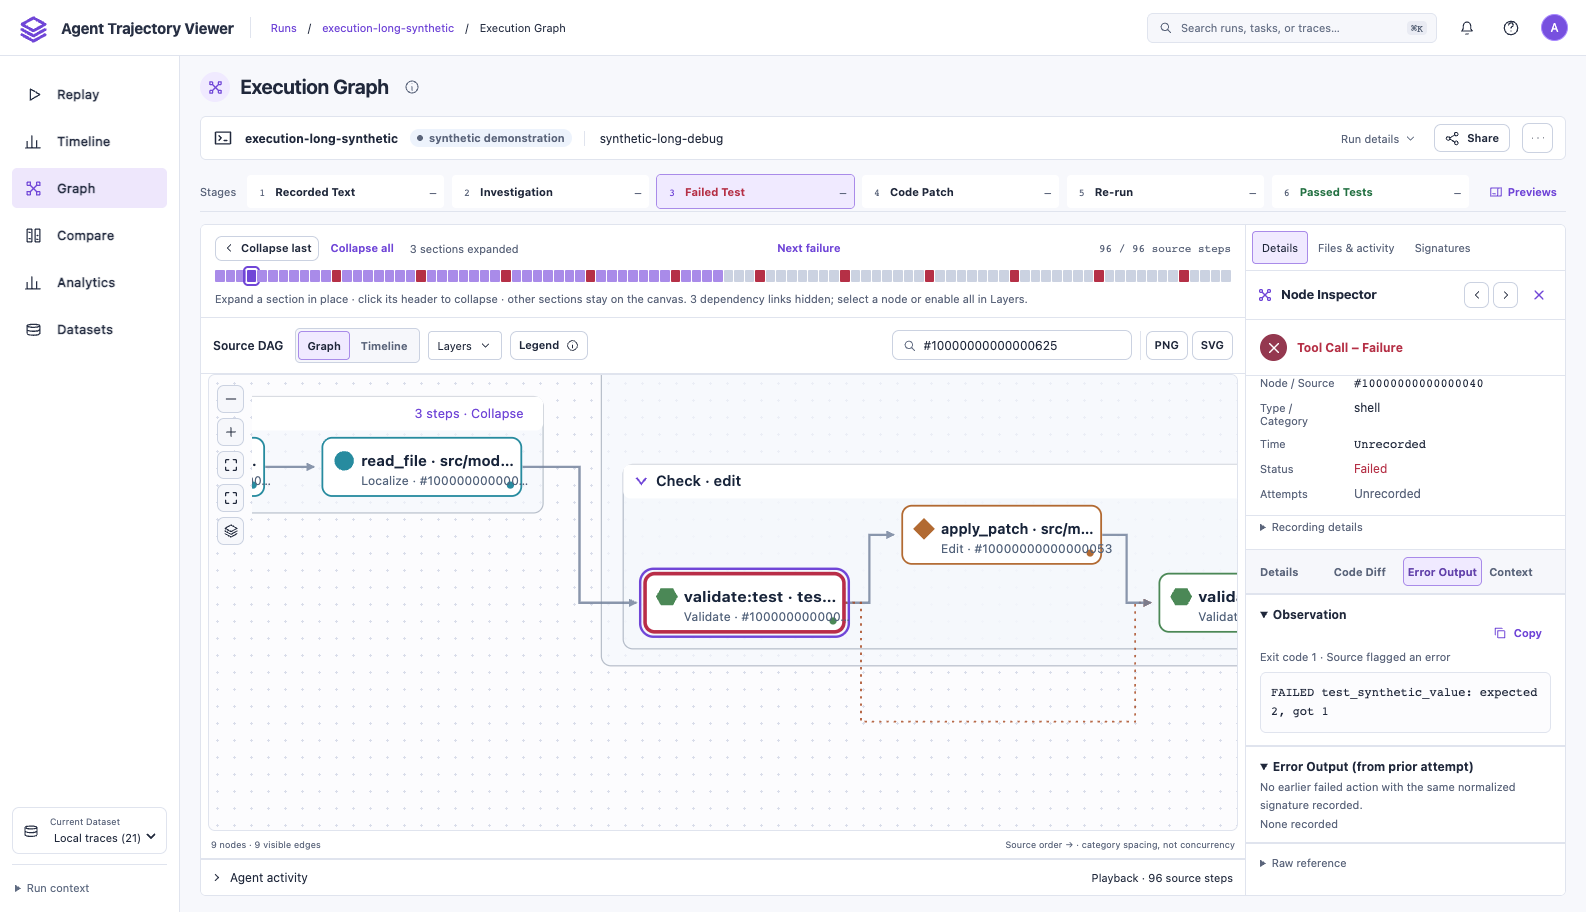 Agent Trajectory Viewer
Runs / execution-long-synthetic / Execution Graph
Search runs, tasks, or traces... ⌘K
A
Replay
Timeline
Graph
Compare
Analytics
Datasets
Current Dataset
Local traces (21)
Run context
Execution Graph
execution-long-synthetic
synthetic demonstration
synthetic-long-debug
Run details
Share
...
Stages
1 Recorded Text –
2 Investigation –
3 Failed Test –
4 Code Patch –
5 Re-run –
6 Passed Tests –
Previews
Collapse last
Collapse all
3 sections expanded
Next failure
96 / 96 source steps
Expand a section in place · click its header to collapse · other sections stay on the canvas. 3 dependency links hidden; select a node or enable all in Layers.
Source DAG
Graph
Timeline
Layers
Legend
#10000000000000625
PNG
SVG
3 steps · Collapse
read_file · src/mod...
Localize · #100000000000...
Check · edit
apply_patch · src/m...
Edit · #10000000000000053
validate:test · tes...
Validate · #100000000000...
valid
Validat
9 nodes · 9 visible edges
Source order → · category spacing, not concurrency
Agent activity
Playback · 96 source steps
Details
Files & activity
Signatures
Node Inspector
Tool Call – Failure
Node / Source #10000000000000040
Type / Category shell
Time Unrecorded
Status Failed
Attempts Unrecorded
Recording details
Details
Code Diff
Error Output
Context
Observation
Copy
Exit code 1 · Source flagged an error
FAILED test_synthetic_value: expected
2, got 1
Error Output (from prior attempt)
No earlier failed action with the same normalized
signature recorded.
None recorded
Raw reference